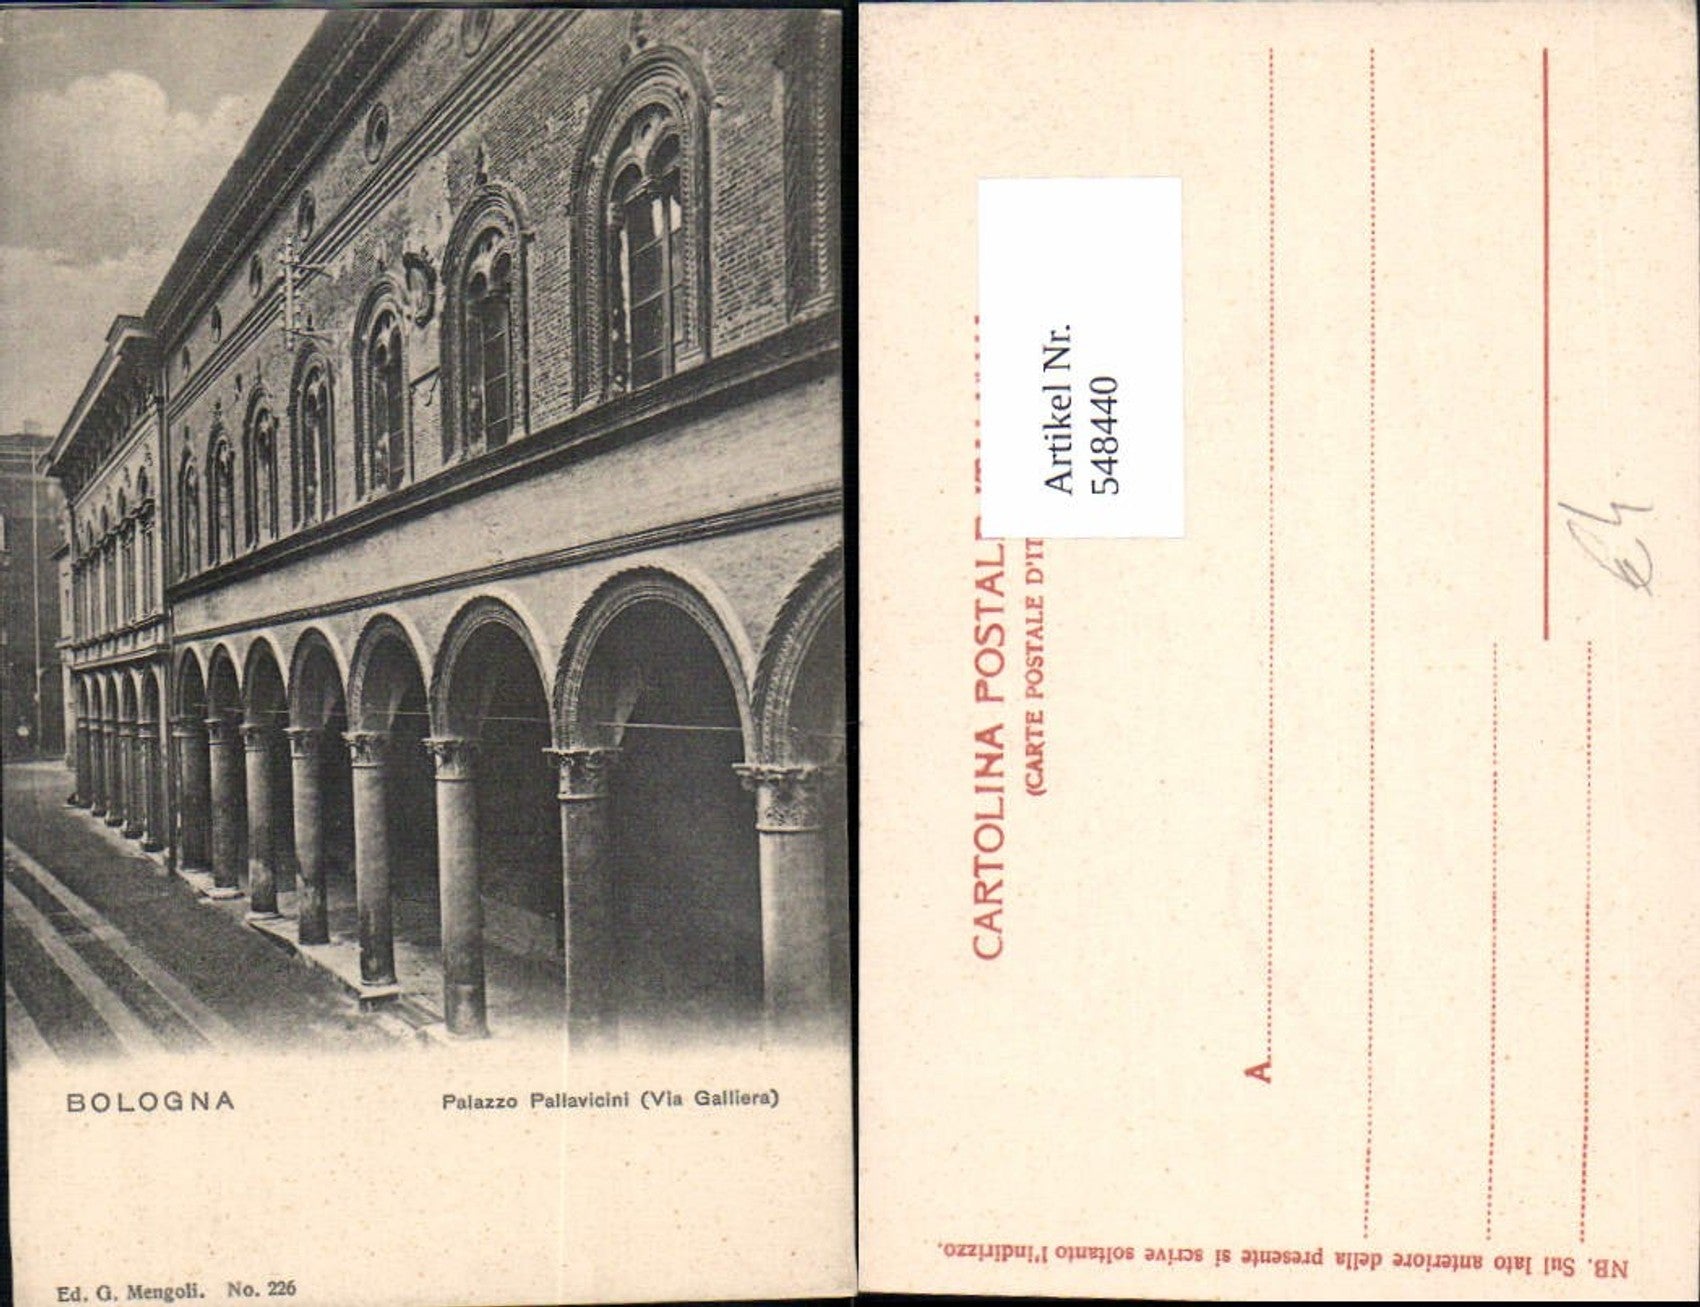 BOLOGNA
Palazzo Pallavicini (Via Galliera)
Ed. G. Mengoli. No. 226
CARTOLINA POSTALE
(CARTE POSTALE D'IT
Artikel Nr.
548440
A
NB. Sul lato anteriore della presente si scrive soltanto l'indirizzo.